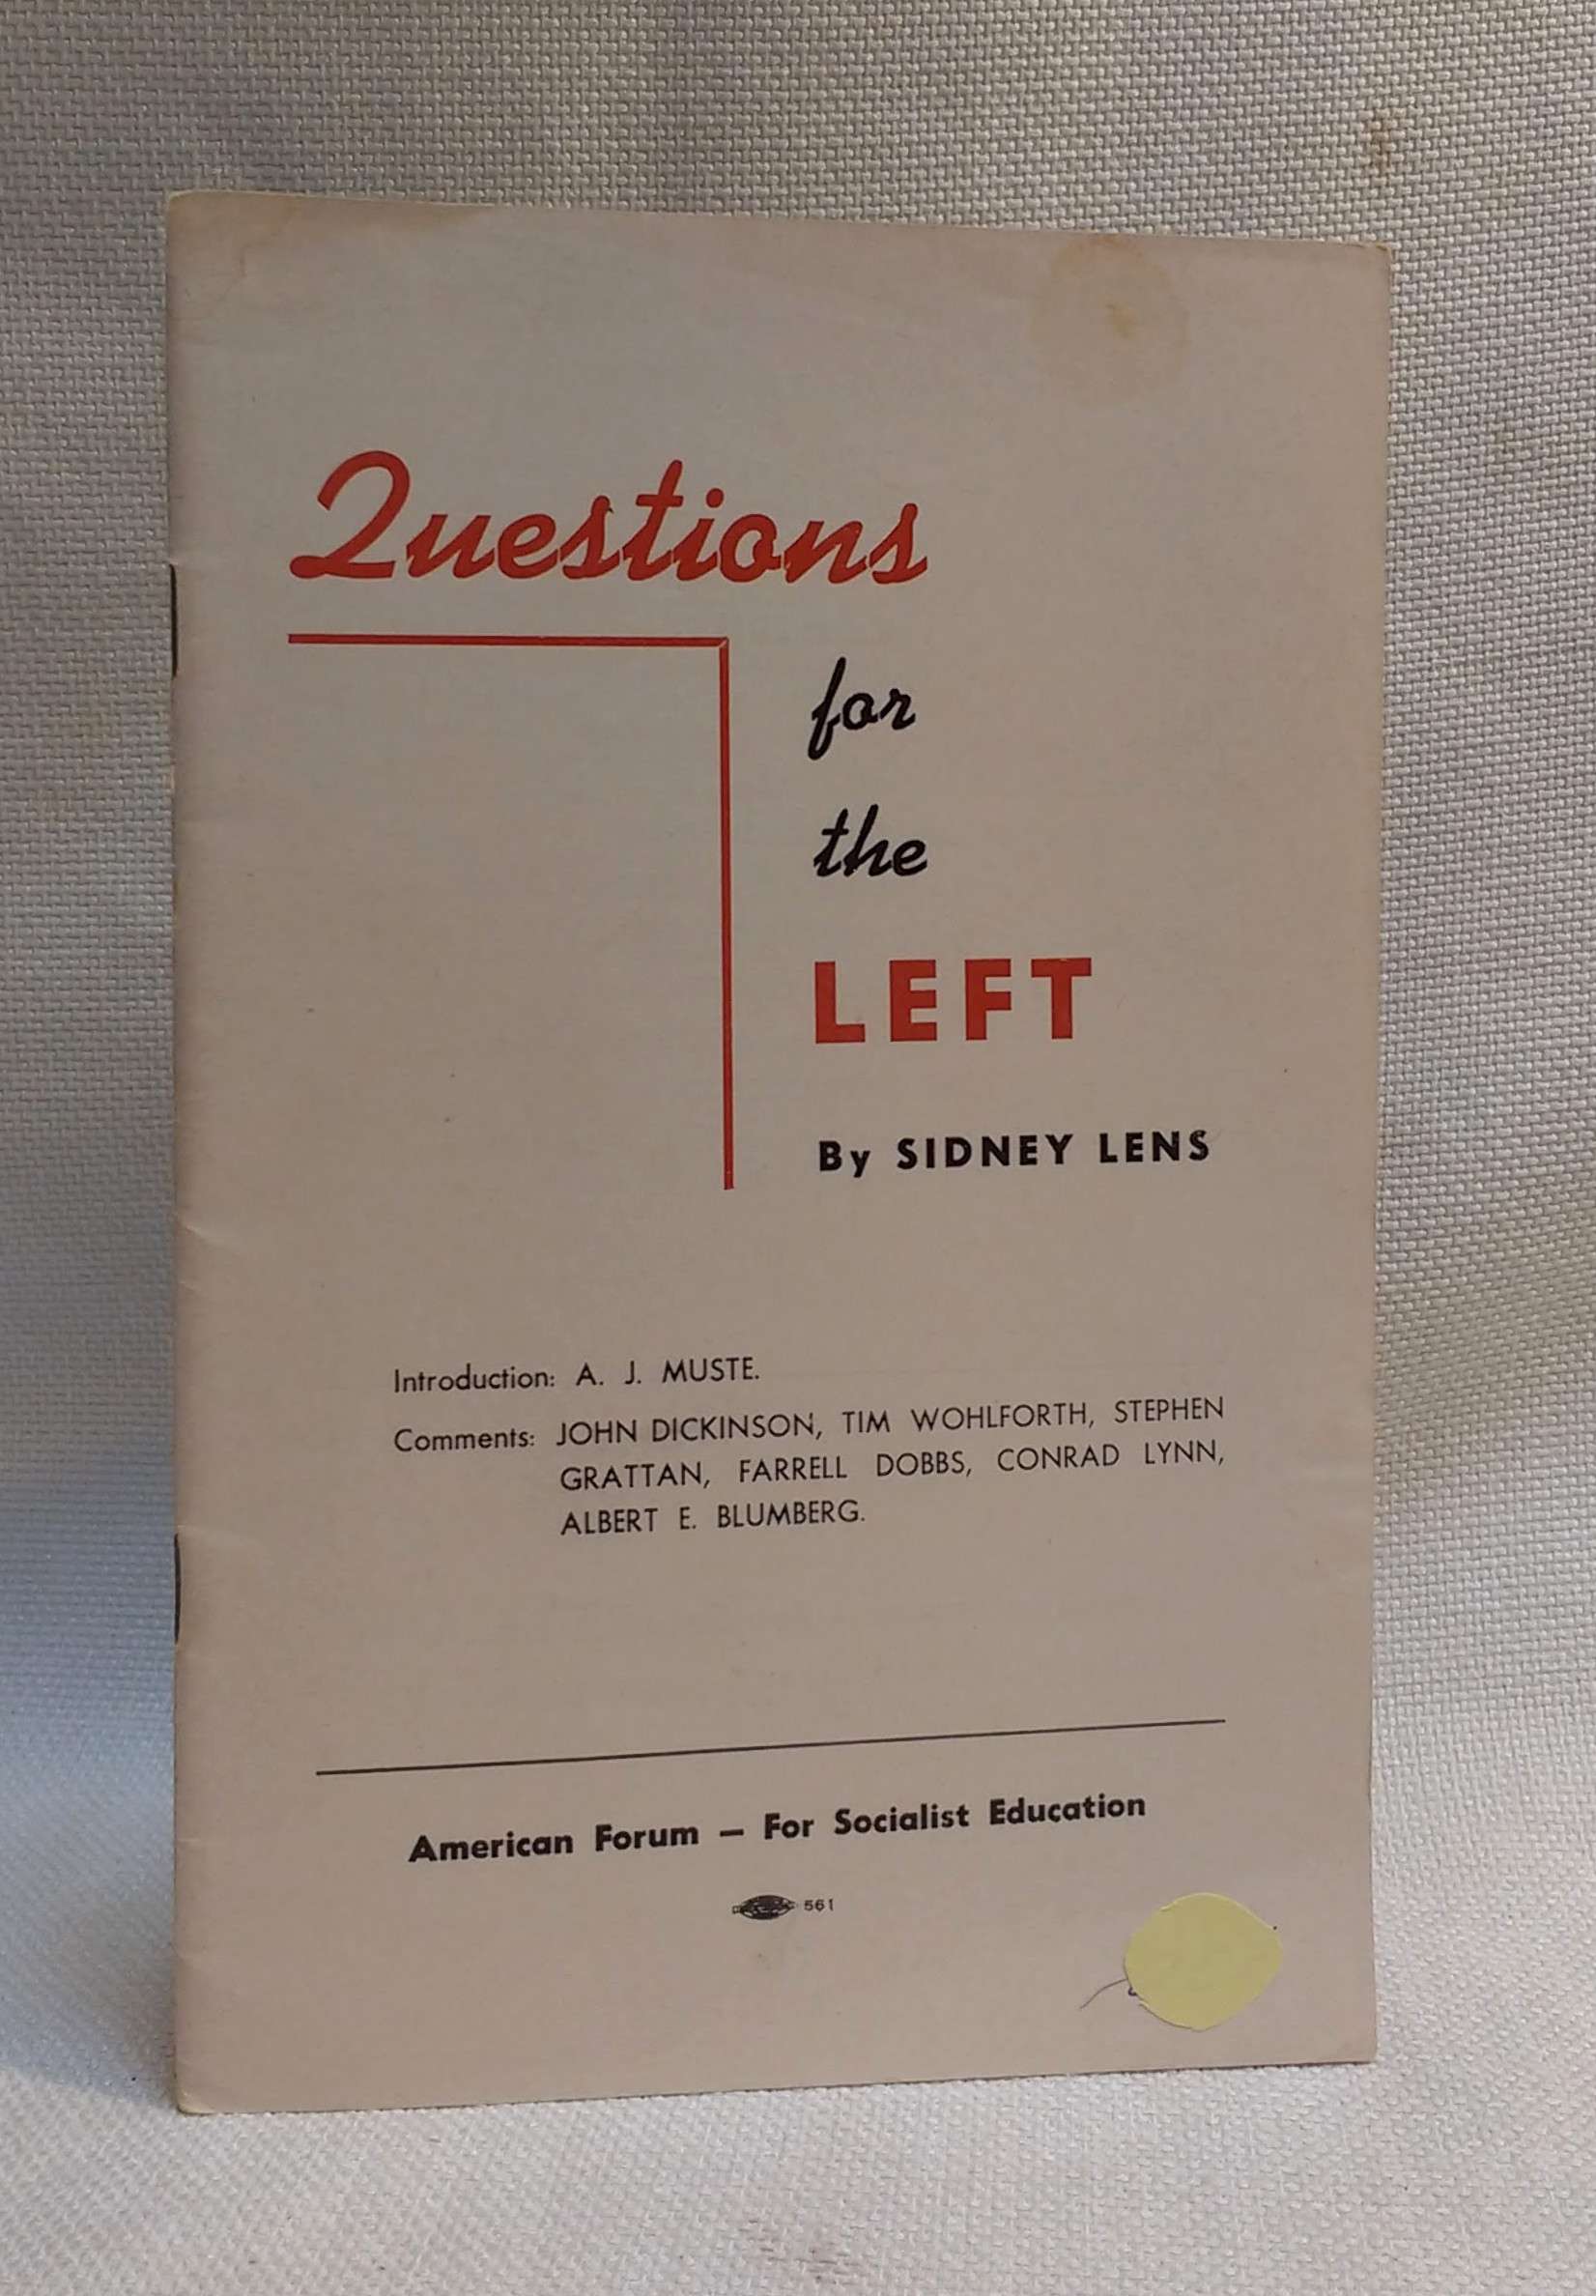 Questions
for
the
LEFT
By SIDNEY LENS
Introduction: A. J. MUSTE.
Comments: JOHN DICKINSON, TIM WOHLFORTH, STEPHEN
GRATTAN, FARRELL DOBBS, CONRAD LYNN,
ALBERT E. BLUMBERG.
American Forum — For Socialist Education
561